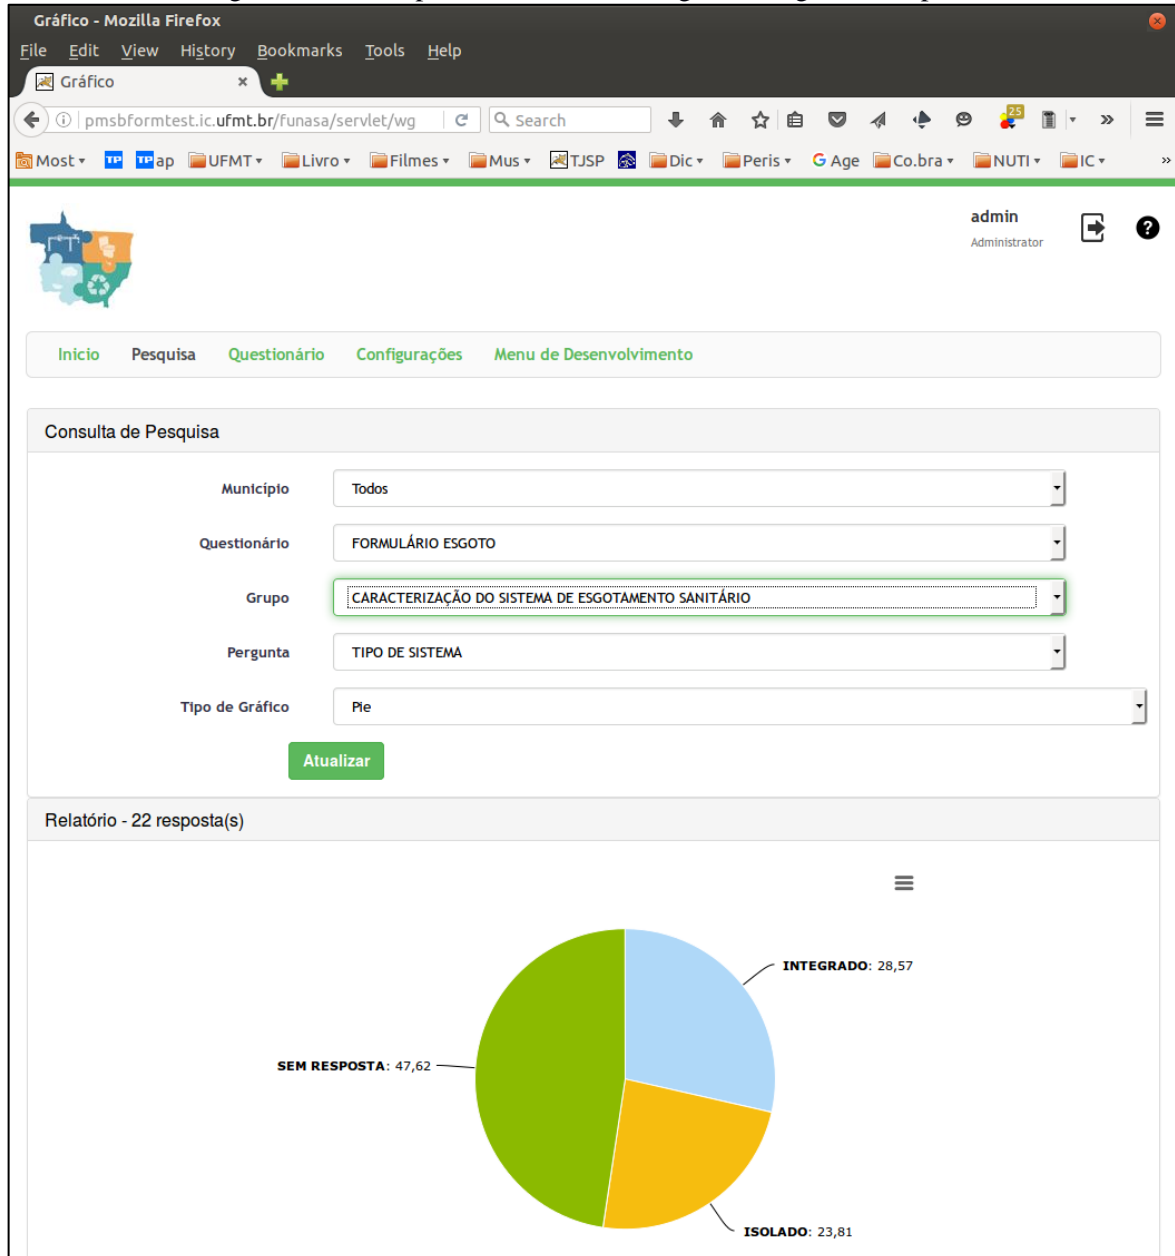 Gráfico - Mozilla Firefox
File Edit View History Bookmarks Tools Help
Gráfico
pmsbformtest.ic.ufmt.br/funasa/servlet/wg Search 25
Most TP TP ap UFMT Livro Filmes Mus TJSP Dic Peris G Age Co.bra NUTI IC »
admin
Administrator
Inicio Pesquisa Questionário Configurações Menu de Desenvolvimento
Consulta de Pesquisa
Município Todos
Questionário FORMULÁRIO ESGOTO
Grupo CARACTERIZAÇÃO DO SISTEMA DE ESGOTAMENTO SANITÁRIO
Pergunta TIPO DE SISTEMA
Tipo de Gráfico Pie
Atualizar
Relatório - 22 resposta(s)
INTEGRADO: 28,57
SEM RESPOSTA: 47,62
ISOLADO: 23,81